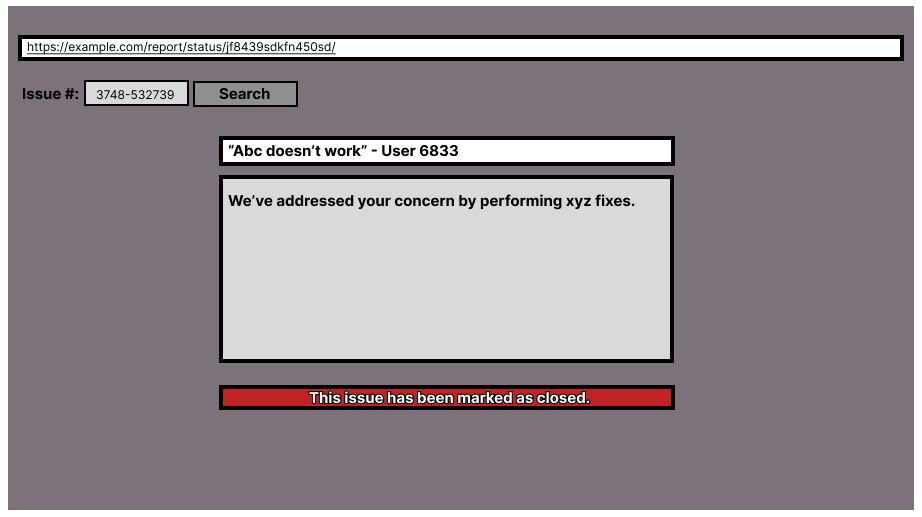 https://example.com/report/status/jf8439sdkfn450sd/
Issue #: 3748-532739 Search
“Abc doesn’t work” - User 6833
We’ve addressed your concern by performing xyz fixes.
This issue has been marked as closed.